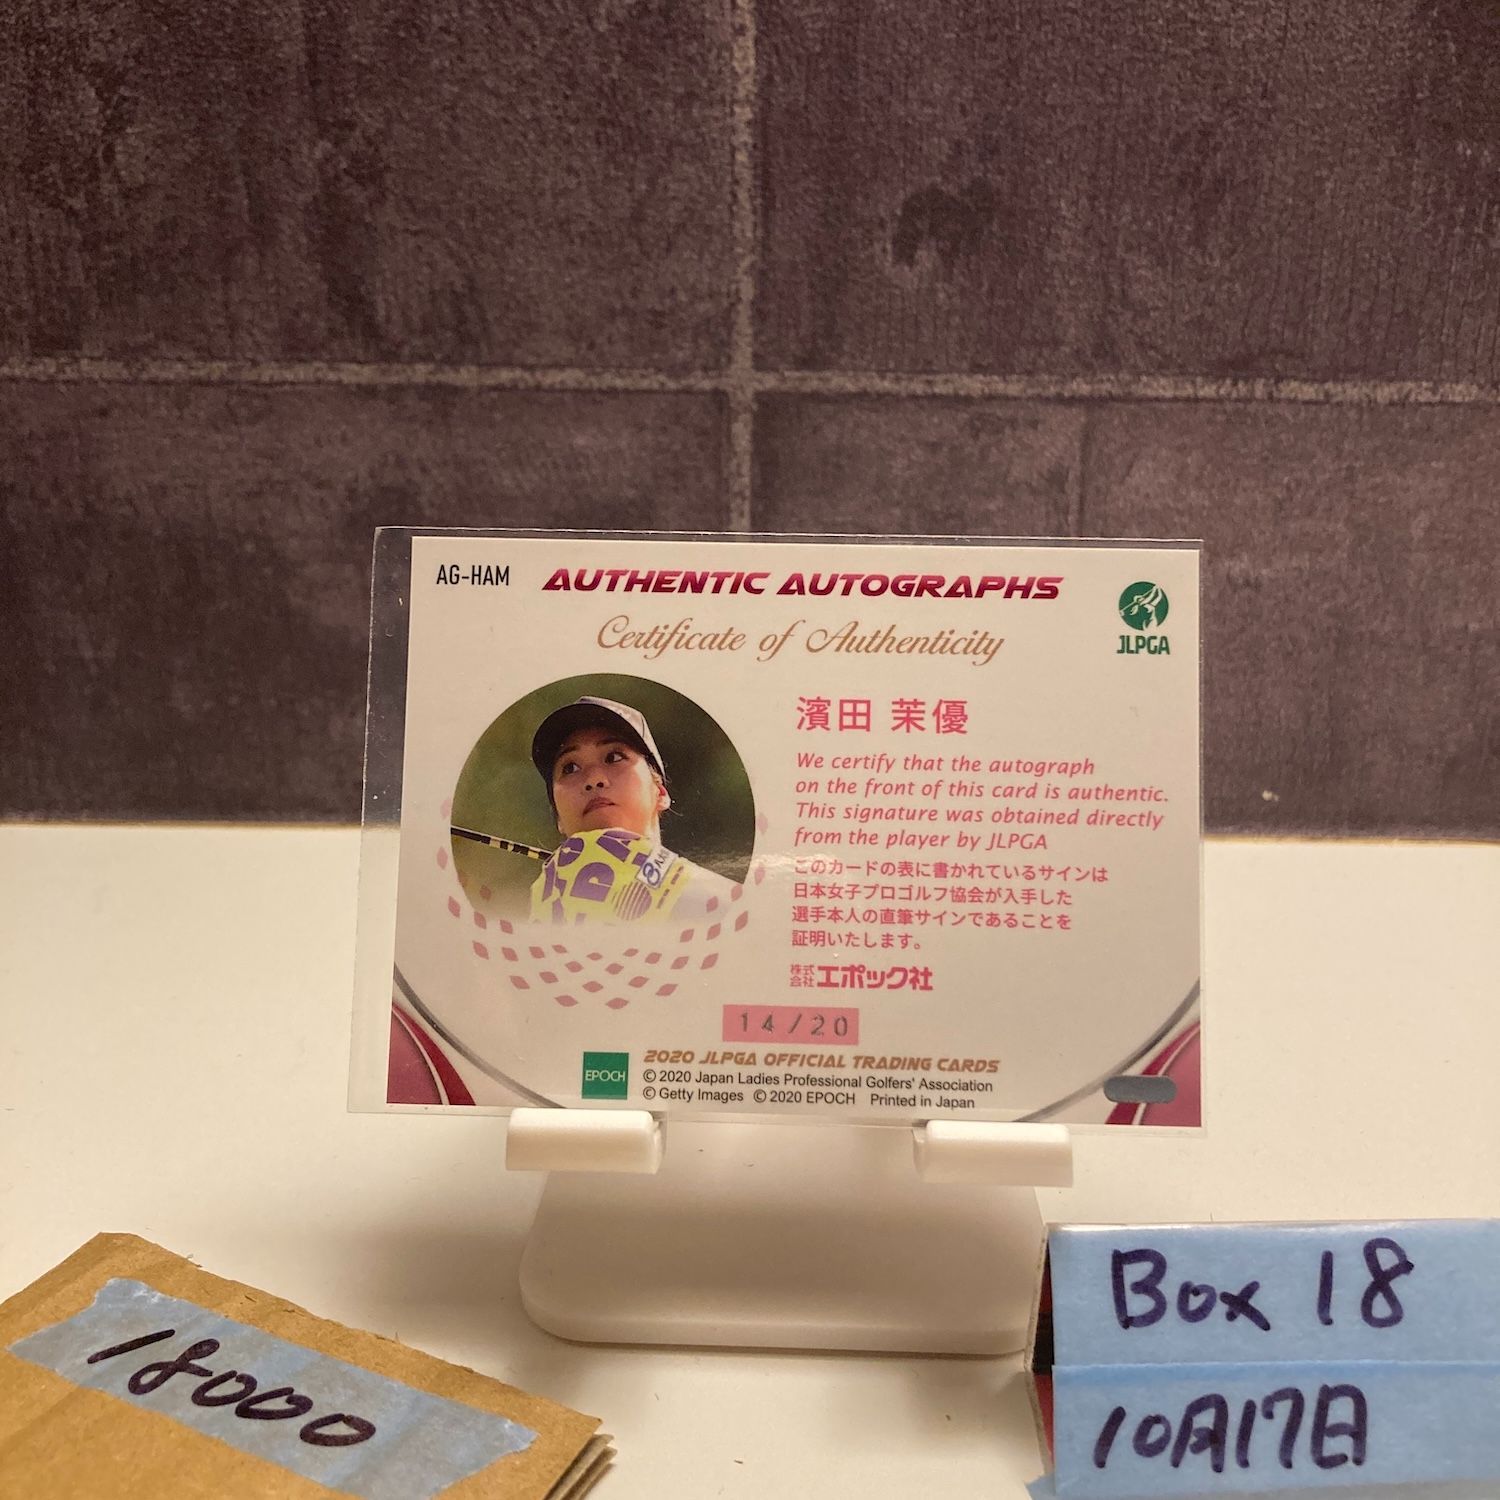 AG-HAM
AUTHENTIC AUTOGRAPHS
Certificate of Authenticity
JLPGA
濱田 茉優
We certify that the autograph
on the front of this card is authentic.
This signature was obtained directly
from the player by JLPGA
このカードの表に書かれているサインは
日本女子プロゴルフ協会が入手した
選手本人の直筆サインであることを
証明いたします。
株式会社エポック社
14/20
EPOCH
2020 JLPGA OFFICIAL TRADING CARDS
© 2020 Japan Ladies Professional Golfers' Association
© Getty Images © 2020 EPOCH Printed in Japan
18000
Box 18
10月17日